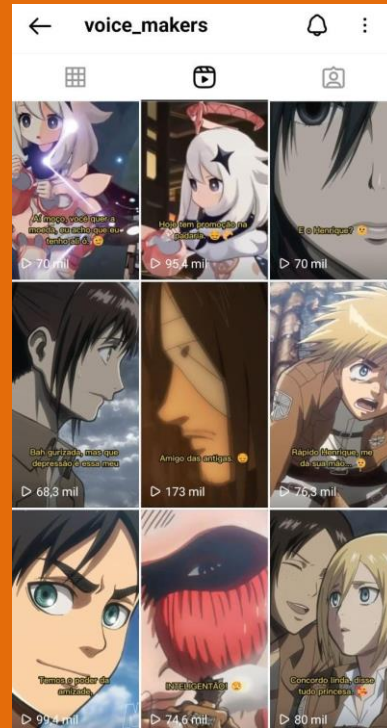 voice_makers
Ai moço, você quer a
moeda, eu acho que eu
tenho ali ó.
70 mil
Hoje tem promoção na
padaria.
95,4 mil
E o Henrique?
70 mil
Bah gurizada, mas que
depressão é essa meu
68,3 mil
Amigo das antigas.
173 mil
Rápido Henrique, me
da sua mão...
76,3 mil
Temos o poder da
amizade,
99,4 mil
INTELIGENTÃO!
74,6 mil
Concordo linda, disse
tudo princesa.
80 mil